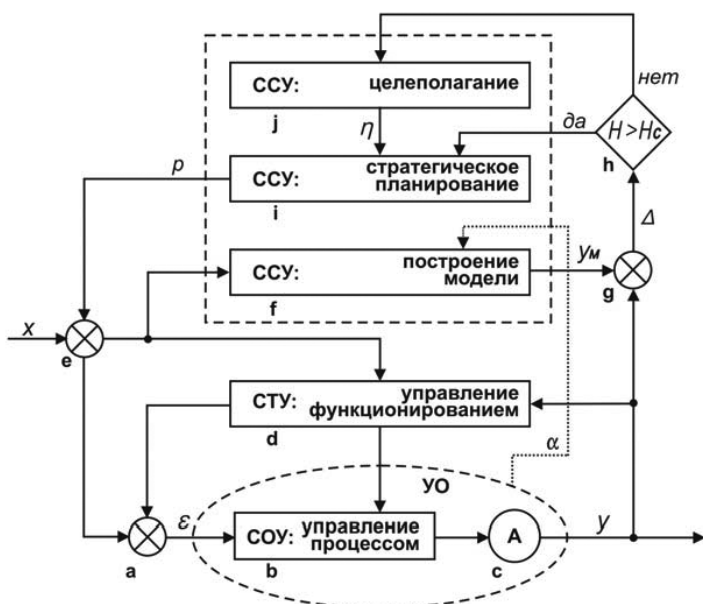 нет
ССУ: целеполагание
j
η
да
H > Hc
h
p
ССУ: стратегическое
планирование
i
Δ
ССУ: построение
модели
yм
f
g
x
e
СТУ: управление
функционированием
d
α
УО
ε
СОУ: управление
процессом
A
y
a
b
c